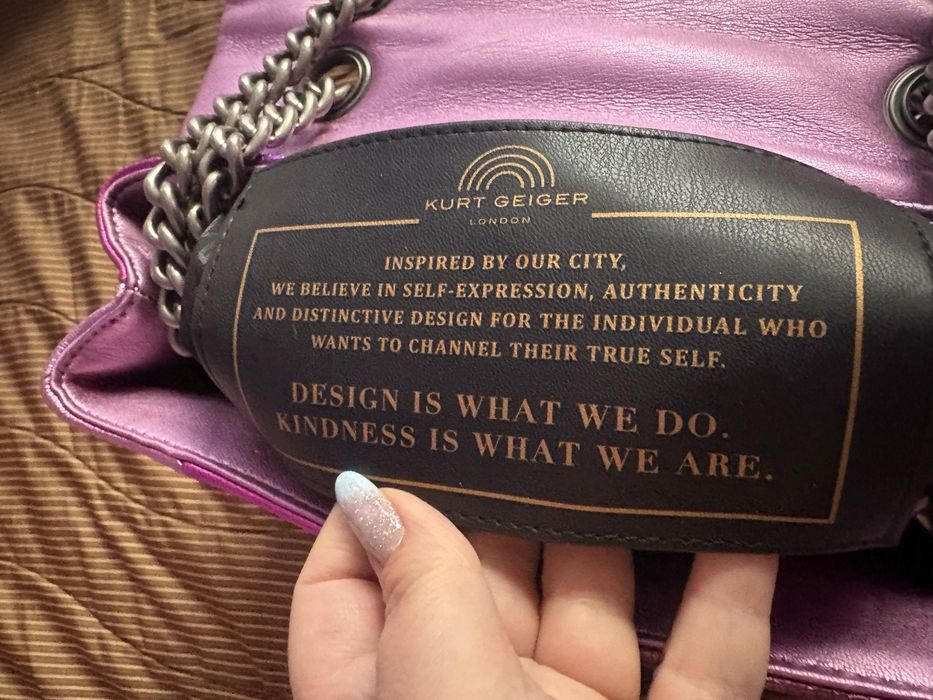 KURT GEIGER
LONDON
INSPIRED BY OUR CITY,
WE BELIEVE IN SELF-EXPRESSION, AUTHENTICITY
AND DISTINCTIVE DESIGN FOR THE INDIVIDUAL WHO
WANTS TO CHANNEL THEIR TRUE SELF.
DESIGN IS WHAT WE DO.
KINDNESS IS WHAT WE ARE.